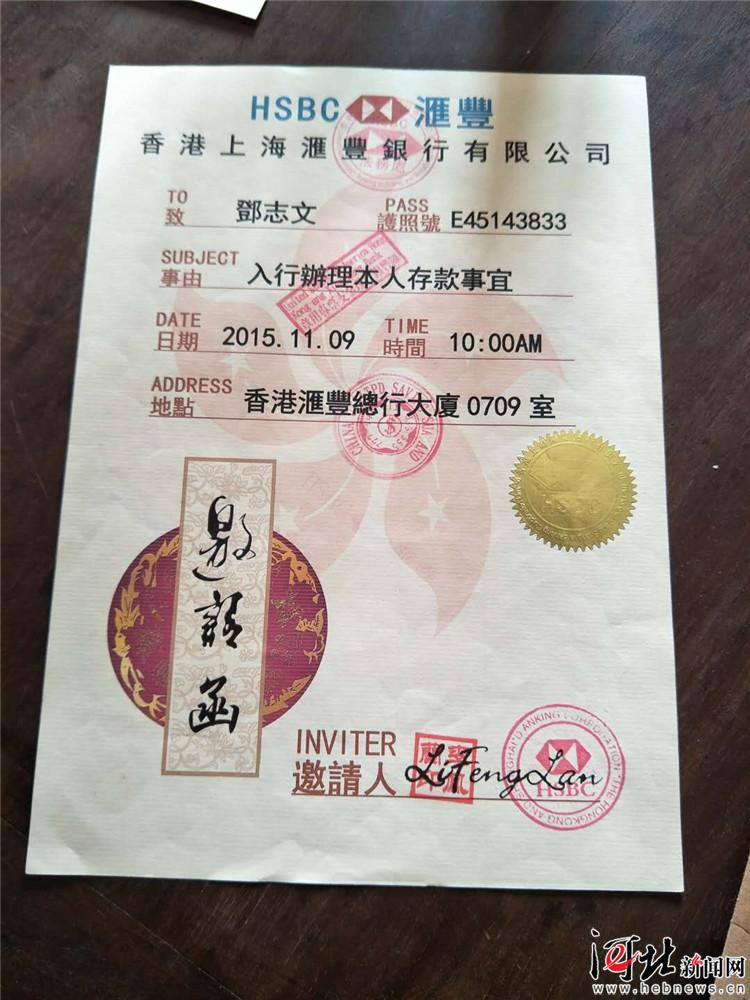 HSBC 滙豐
香港上海滙豐銀行有限公司
TO
致 鄧志文
PASS
護照號 E45143833
SUBJECT
事由 入行辦理本人存款事宜
DATE
日期 2015.11.09
TIME
時間 10:00AM
ADDRESS
地點 香港滙豐總行大廈0709室
邀請函
INVITER
邀請人 LiFengLan
HSBC
河北新闻网
www.hebnews.cn